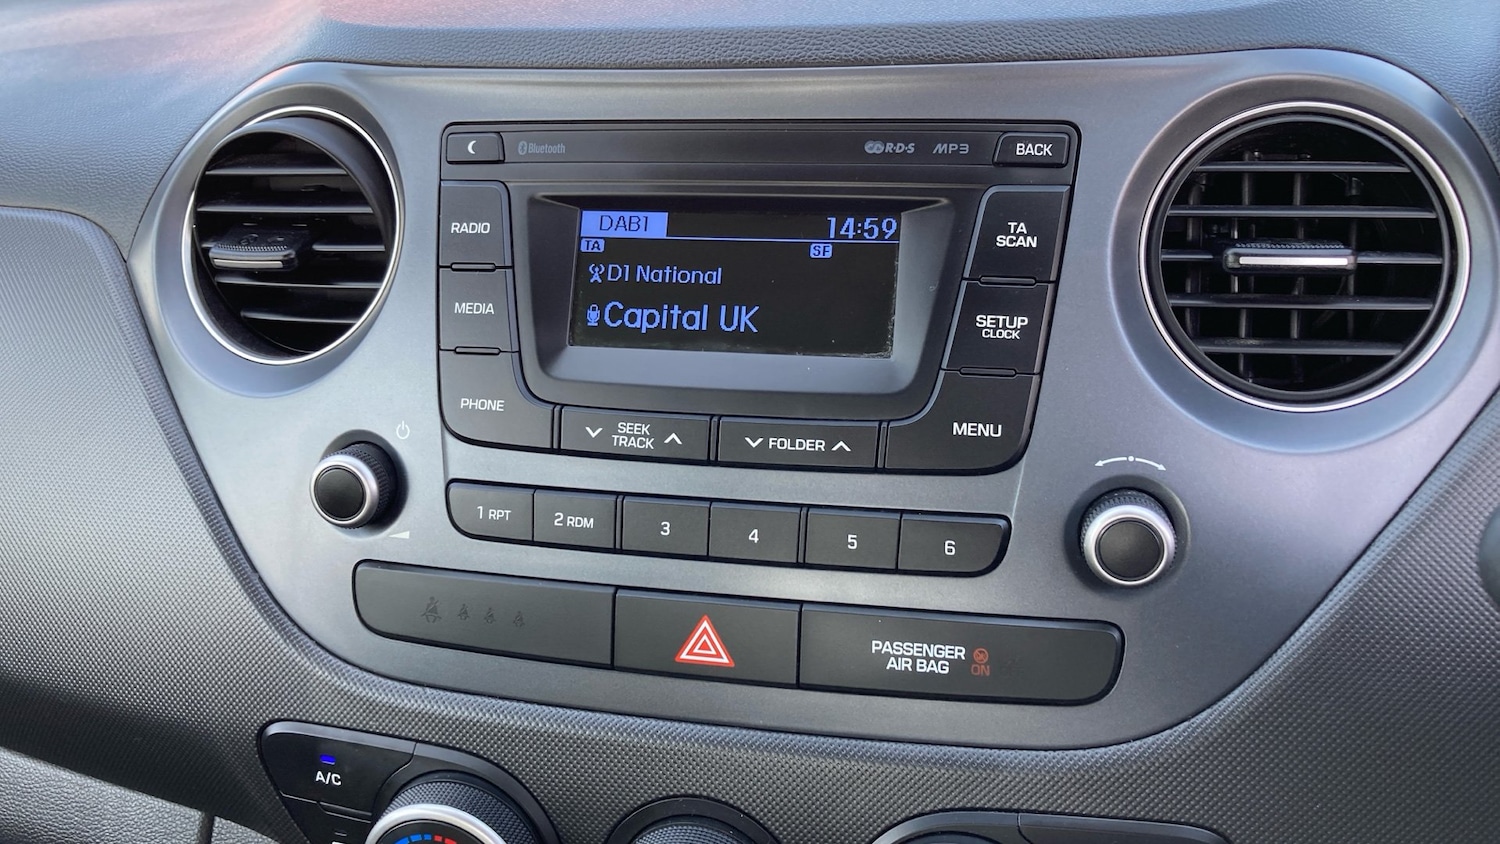 Bluetooth
R·D·S
MP3
BACK
RADIO
MEDIA
PHONE
DAB1
14:59
TA
SF
D1 National
Capital UK
TA
SCAN
SETUP
CLOCK
MENU
SEEK
TRACK
FOLDER
1 RPT
2 RDM
3
4
5
6
PASSENGER
AIR BAG
ON
A/C